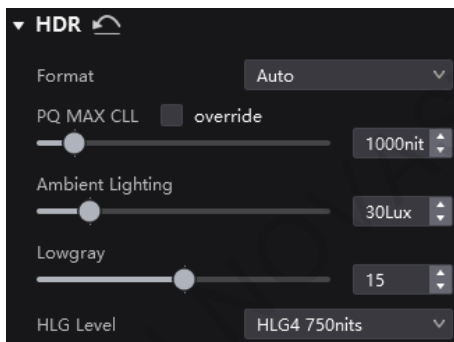 HDR
Format Auto
PQ MAX CLL override
1000nit
Ambient Lighting
30Lux
Lowgray
15
HLG Level HLG4 750nits